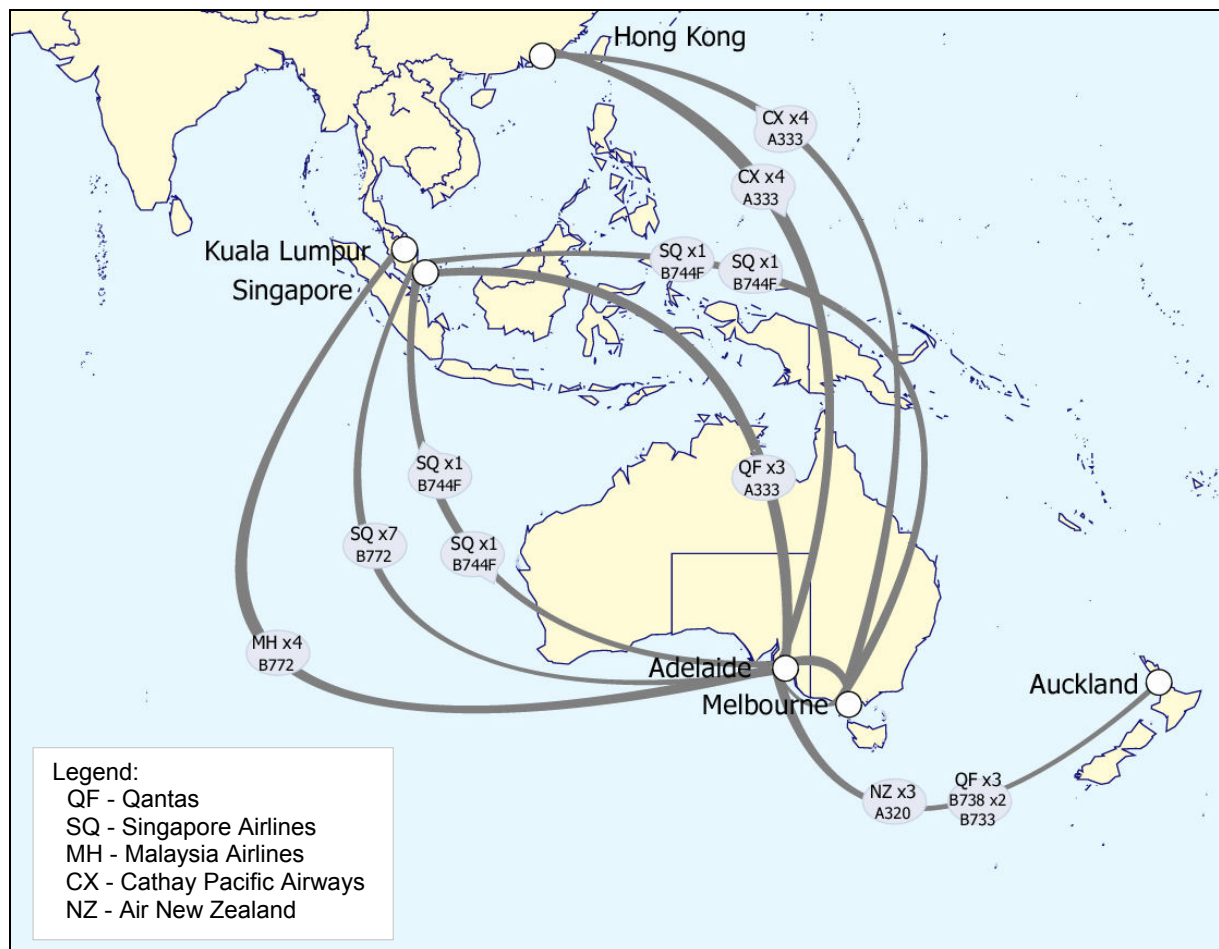 Hong Kong
CX x4
A333
CX x4
A333
Kuala Lumpur
Singapore
SQ x1
B744F
SQ x1
B744F
SQ x1
B744F
QF x3
A333
SQ x7
B772
SQ x1
B744F
MH x4
B772
Adelaide
Melbourne
Auckland
NZ x3
A320
QF x3
B738 x2
B733
Legend:
QF - Qantas
SQ - Singapore Airlines
MH - Malaysia Airlines
CX - Cathay Pacific Airways
NZ - Air New Zealand